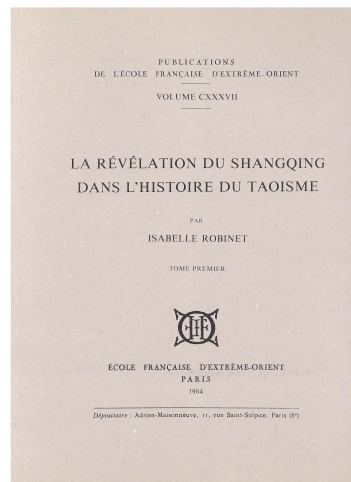 PUBLICATIONS
DE L'ÉCOLE FRANÇAISE D'EXTRÊME-ORIENT
VOLUME CXXXVII
LA RÉVÉLATION DU SHANGQING
DANS L'HISTOIRE DU TAOISME
PAR
ISABELLE ROBINET
TOME PREMIER
ÉCOLE FRANÇAISE D'EXTRÊME-ORIENT
PARIS
1984
Dépositaire : Adrien-Maisonneuve, 11, rue Saint-Sulpice, Paris (6e)